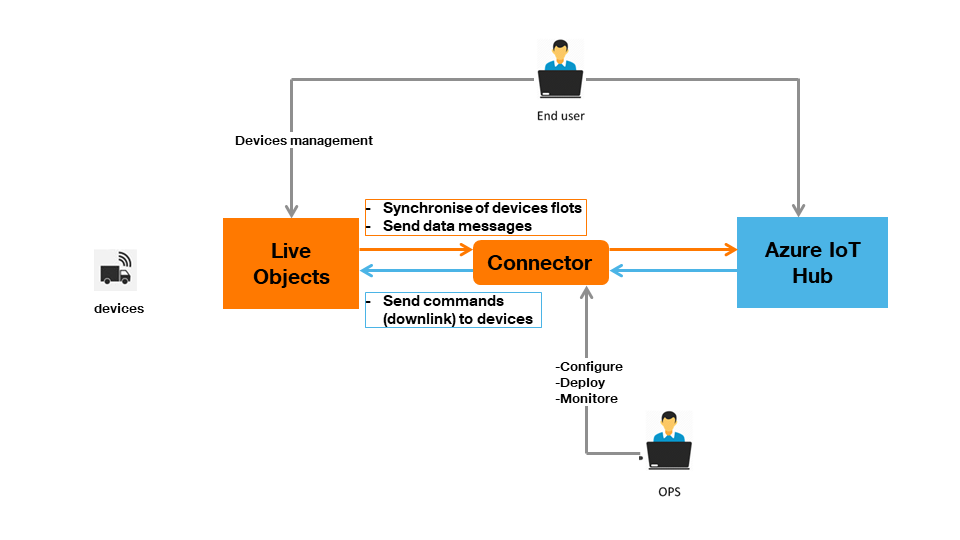 End user
Devices management
- Synchronise of devices flots
- Send data messages
Live
Objects
Connector
Azure IoT
Hub
devices
- Send commands
(downlink) to devices
-Configure
-Deploy
-Monitore
OPS